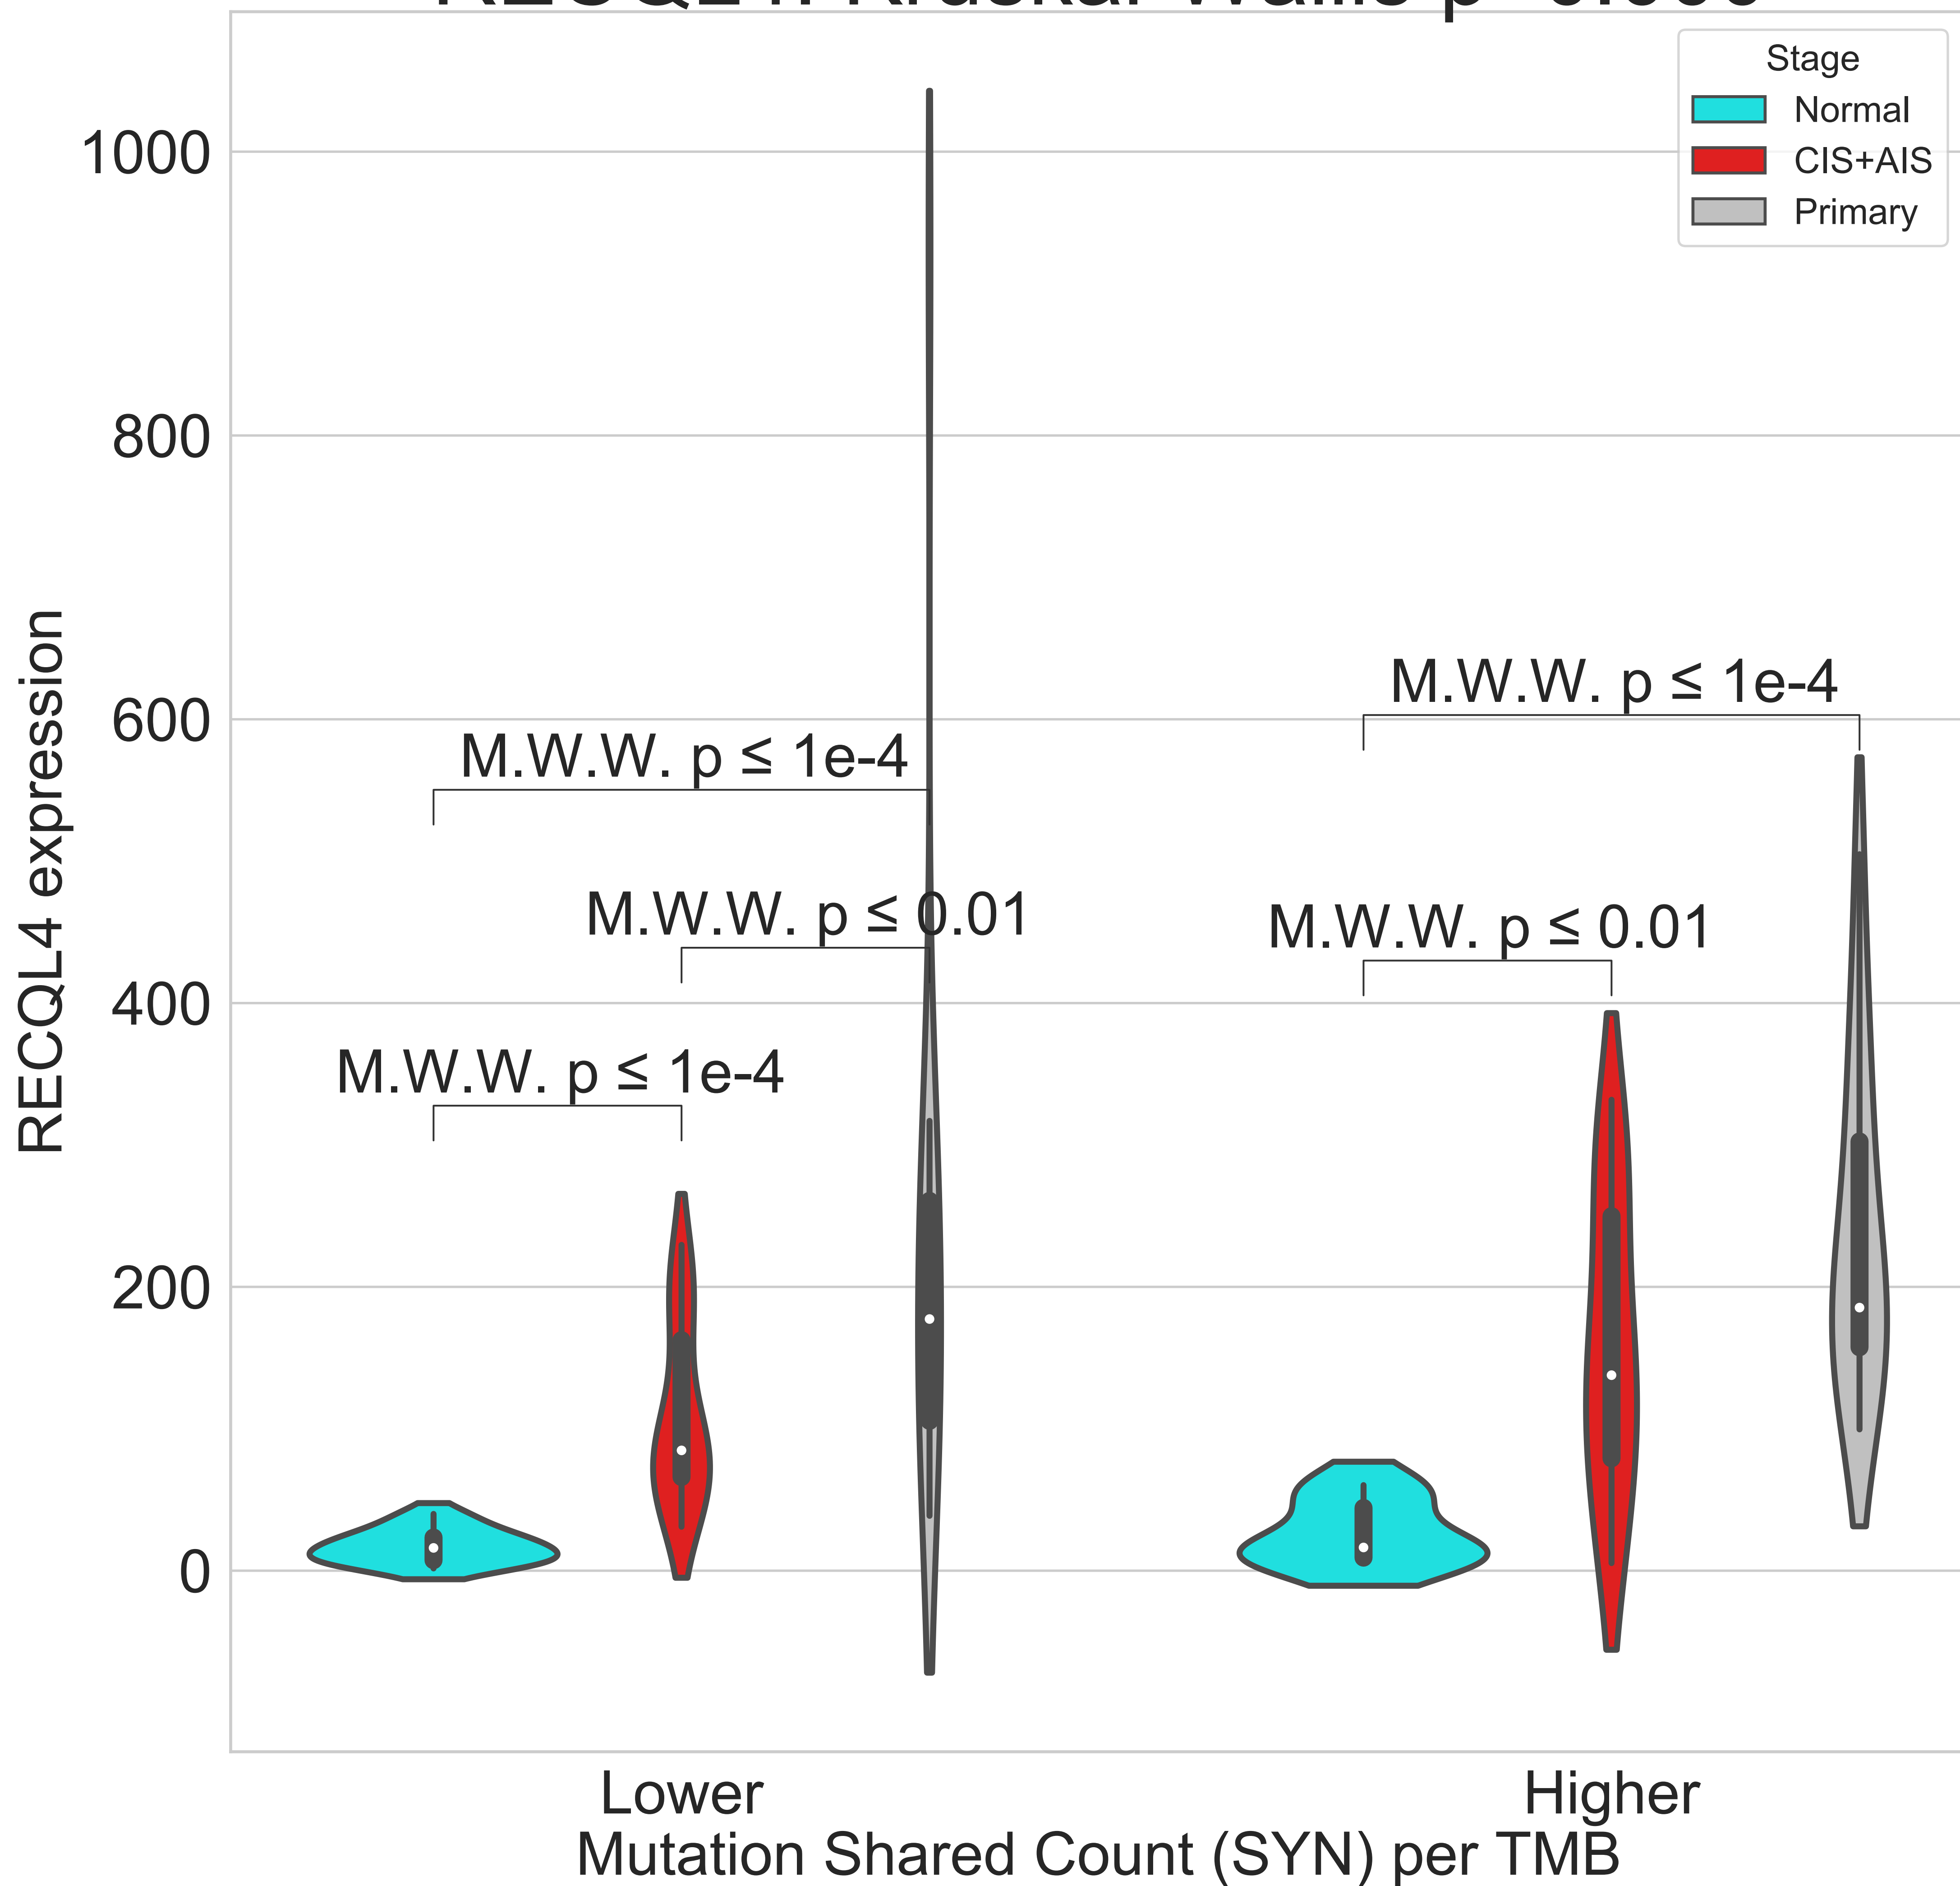 Stage
Normal
CIS+AIS
Primary
1000
800
600
400
200
0
RECQL4 expression
M.W.W. p ≤ 1e-4
M.W.W. p ≤ 1e-4
M.W.W. p ≤ 0.01
M.W.W. p ≤ 0.01
M.W.W. p ≤ 1e-4
Lower
Higher
Mutation Shared Count (SYN) per TMB